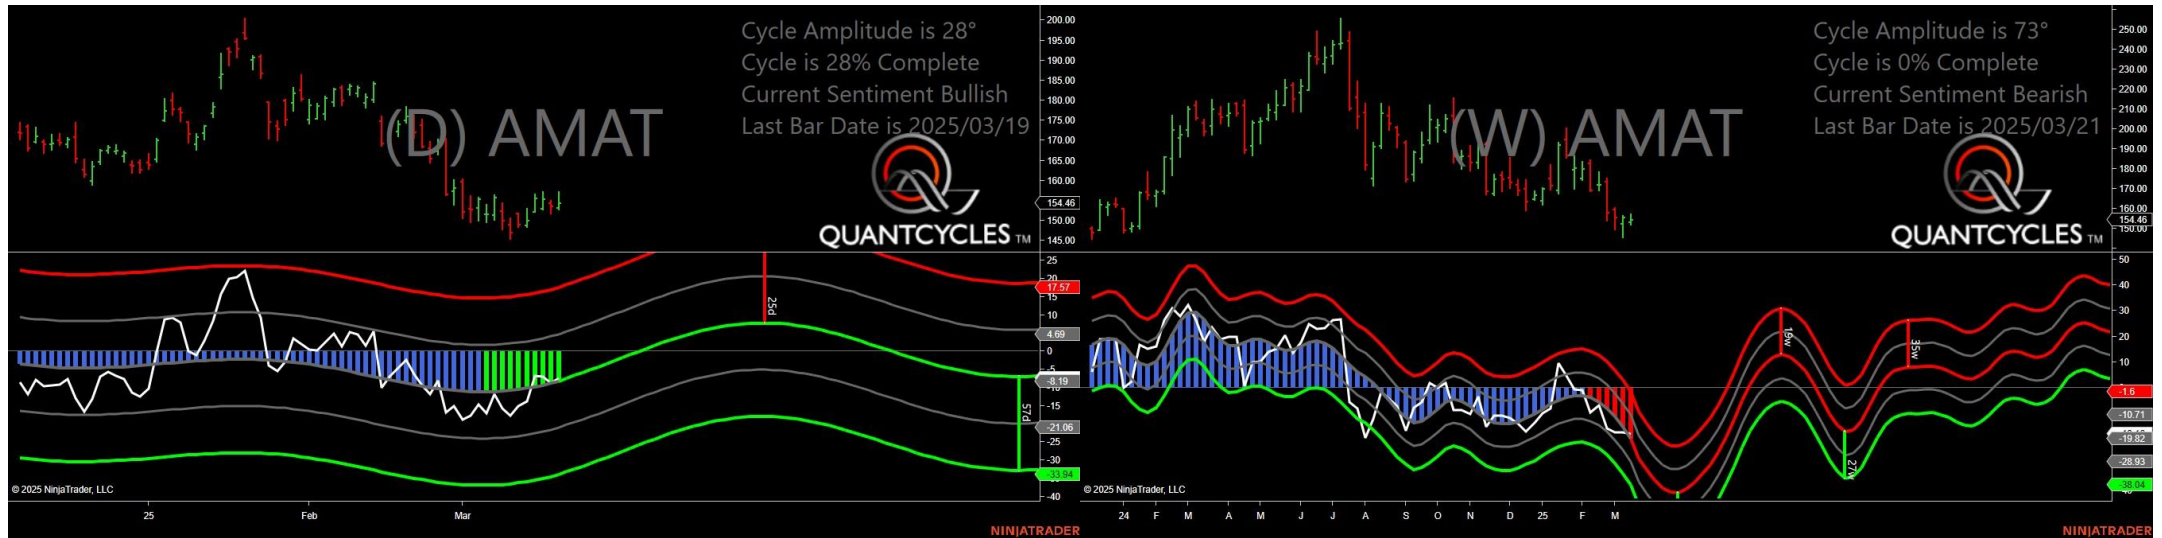 Cycle Amplitude is 28°
Cycle is 28% Complete
Current Sentiment Bullish
Last Bar Date is 2025/03/19
(D) AMAT
QUANTCYCLES TM
200.00
195.00
190.00
185.00
180.00
175.00
170.00
165.00
160.00
154.46
150.00
145.00
25
17.57
15
10
4.69
0
-5
-8.19
-10
-15
-21.06
-25
-30
-33.94
-40
25d
57d
© 2025 NinjaTrader, LLC
25
Feb
Mar
NINJATRADER
Cycle Amplitude is 73°
Cycle is 0% Complete
Current Sentiment Bearish
Last Bar Date is 2025/03/21
(W) AMAT
QUANTCYCLES TM
250.00
240.00
230.00
220.00
210.00
200.00
190.00
180.00
170.00
160.00
154.46
150.00
50
40
30
20
10
0
-1.6
-10.71
-19.82
-28.93
-38.04
19w
35w
27w
© 2025 NinjaTrader, LLC
24 F M A M J J A S O N D 25 F M
NINJATRADER